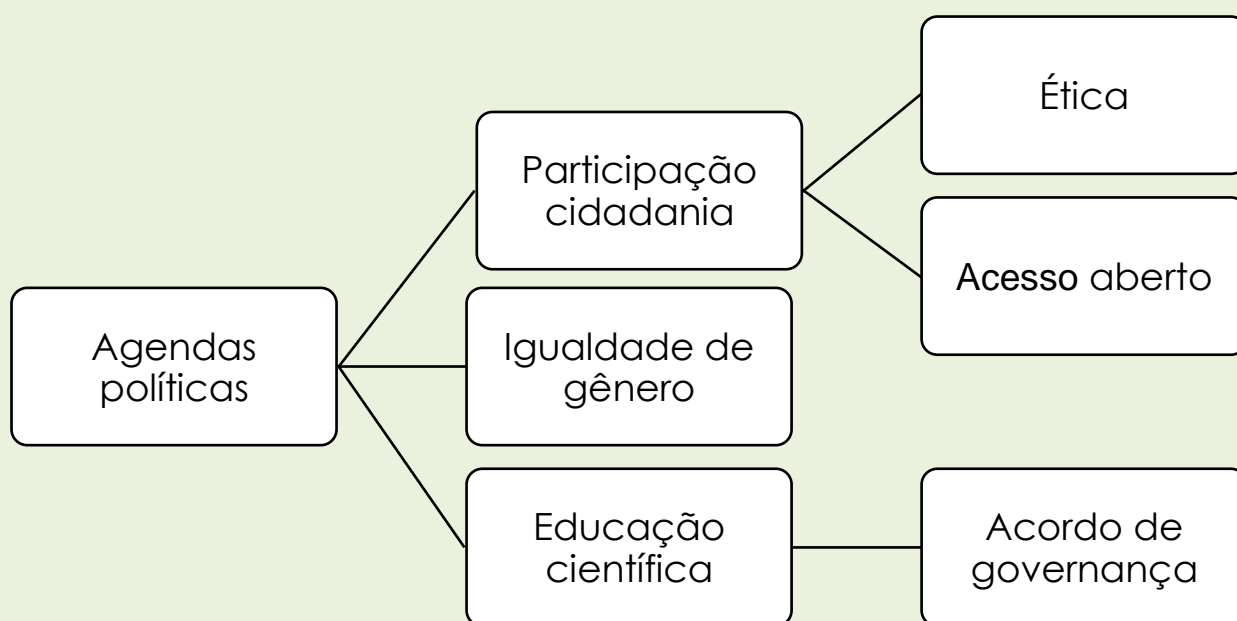 Agendas
políticas
Participação
cidadania
Ética
Acesso aberto
Igualdade de
gênero
Educação
científica
Acordo de
governança